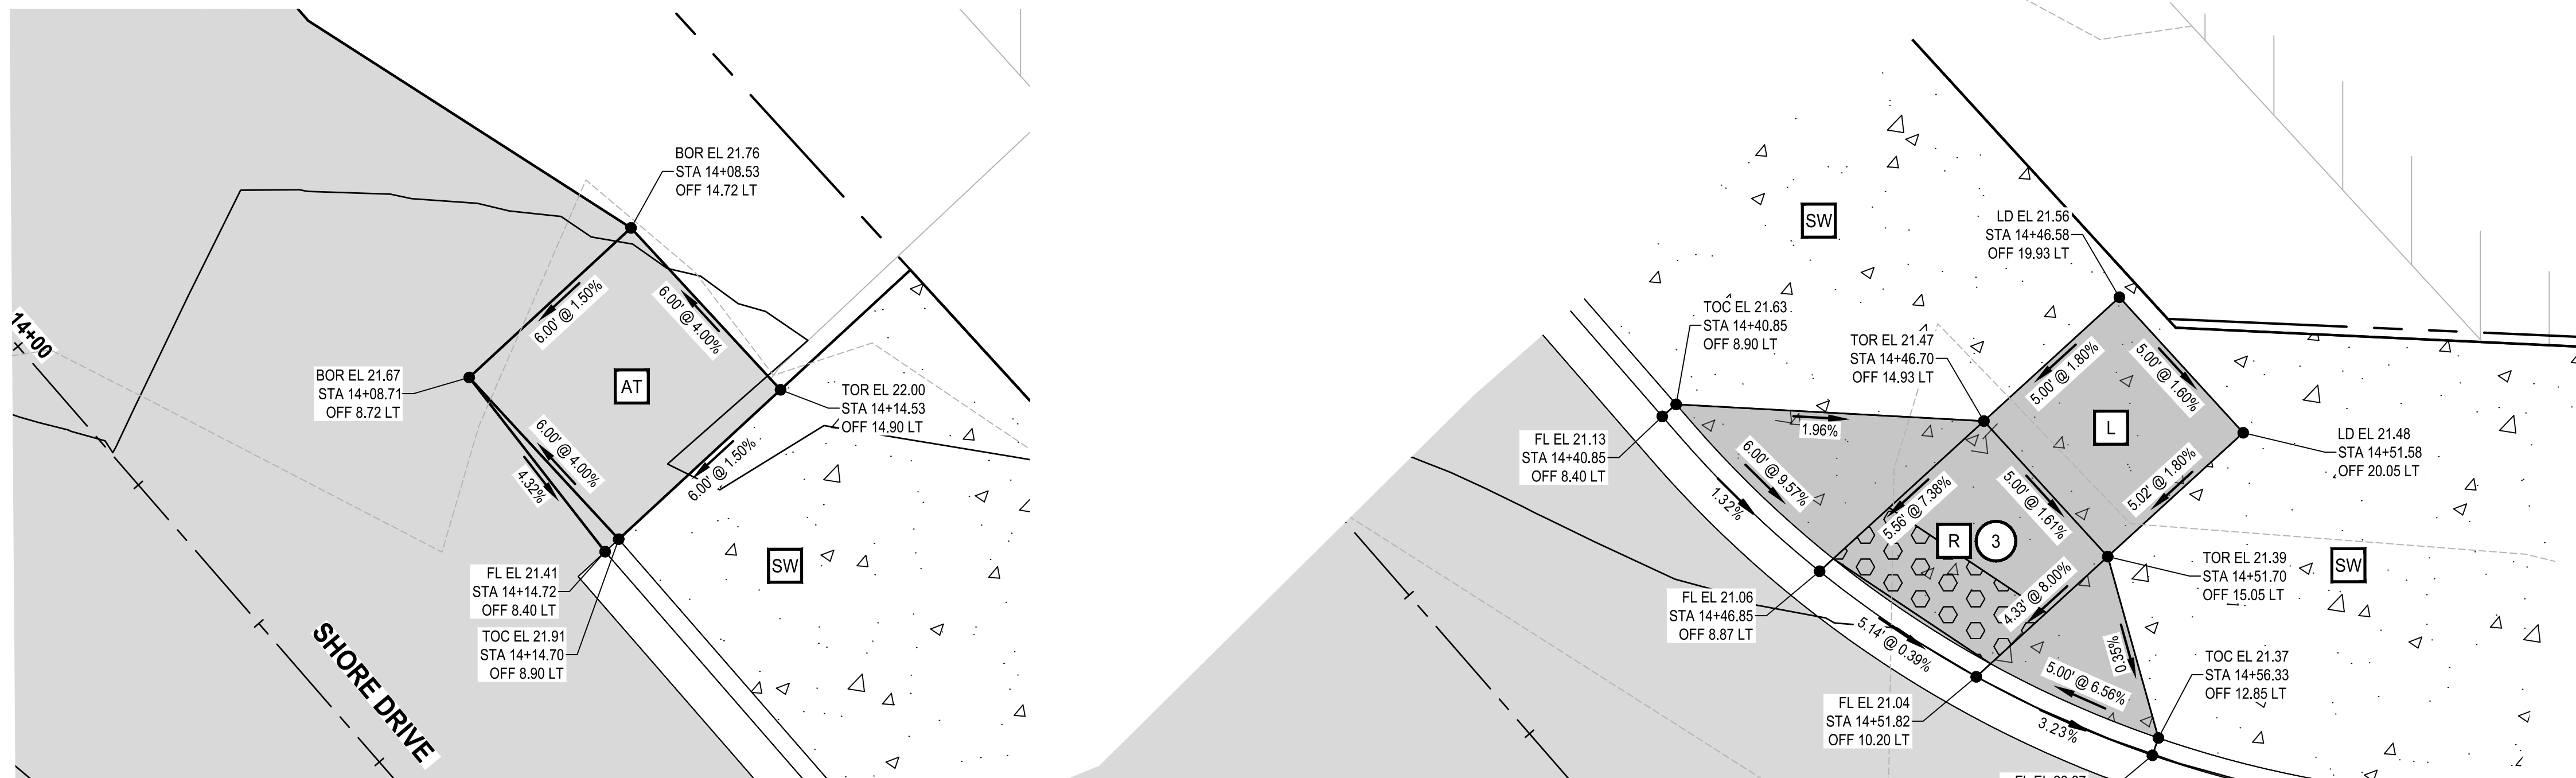 14+00
BOR EL 21.76
STA 14+08.53
OFF 14.72 LT
6.00' @ 1.50%
6.00' @ 4.00%
BOR EL 21.67
STA 14+08.71
OFF 8.72 LT
AT
TOR EL 22.00
STA 14+14.53
OFF 14.90 LT
6.00' @ 4.00%
4.32%
6.00' @ 1.50%
FL EL 21.41
STA 14+14.72
OFF 8.40 LT
SW
TOC EL 21.91
STA 14+14.70
OFF 8.90 LT
SHORE DRIVE
SW
LD EL 21.56
STA 14+46.58
OFF 19.93 LT
TOC EL 21.63
STA 14+40.85
OFF 8.90 LT
TOR EL 21.47
STA 14+46.70
OFF 14.93 LT
5.00' @ 1.80%
5.00' @ 1.60%
L
1.96%
FL EL 21.13
STA 14+40.85
OFF 8.40 LT
6.00' @ 9.57%
1.32%
5.56' @ 7.38%
5.00' @ 1.61%
5.02' @ 1.80%
LD EL 21.48
STA 14+51.58
OFF 20.05 LT
R
3
SW
TOR EL 21.39
STA 14+51.70
OFF 15.05 LT
FL EL 21.06
STA 14+46.85
OFF 8.87 LT
4.33' @ 8.00%
5.14' @ 0.39%
0.35%
5.00' @ 6.56%
TOC EL 21.37
STA 14+56.33
OFF 12.85 LT
FL EL 21.04
STA 14+51.82
OFF 10.20 LT
3.23%